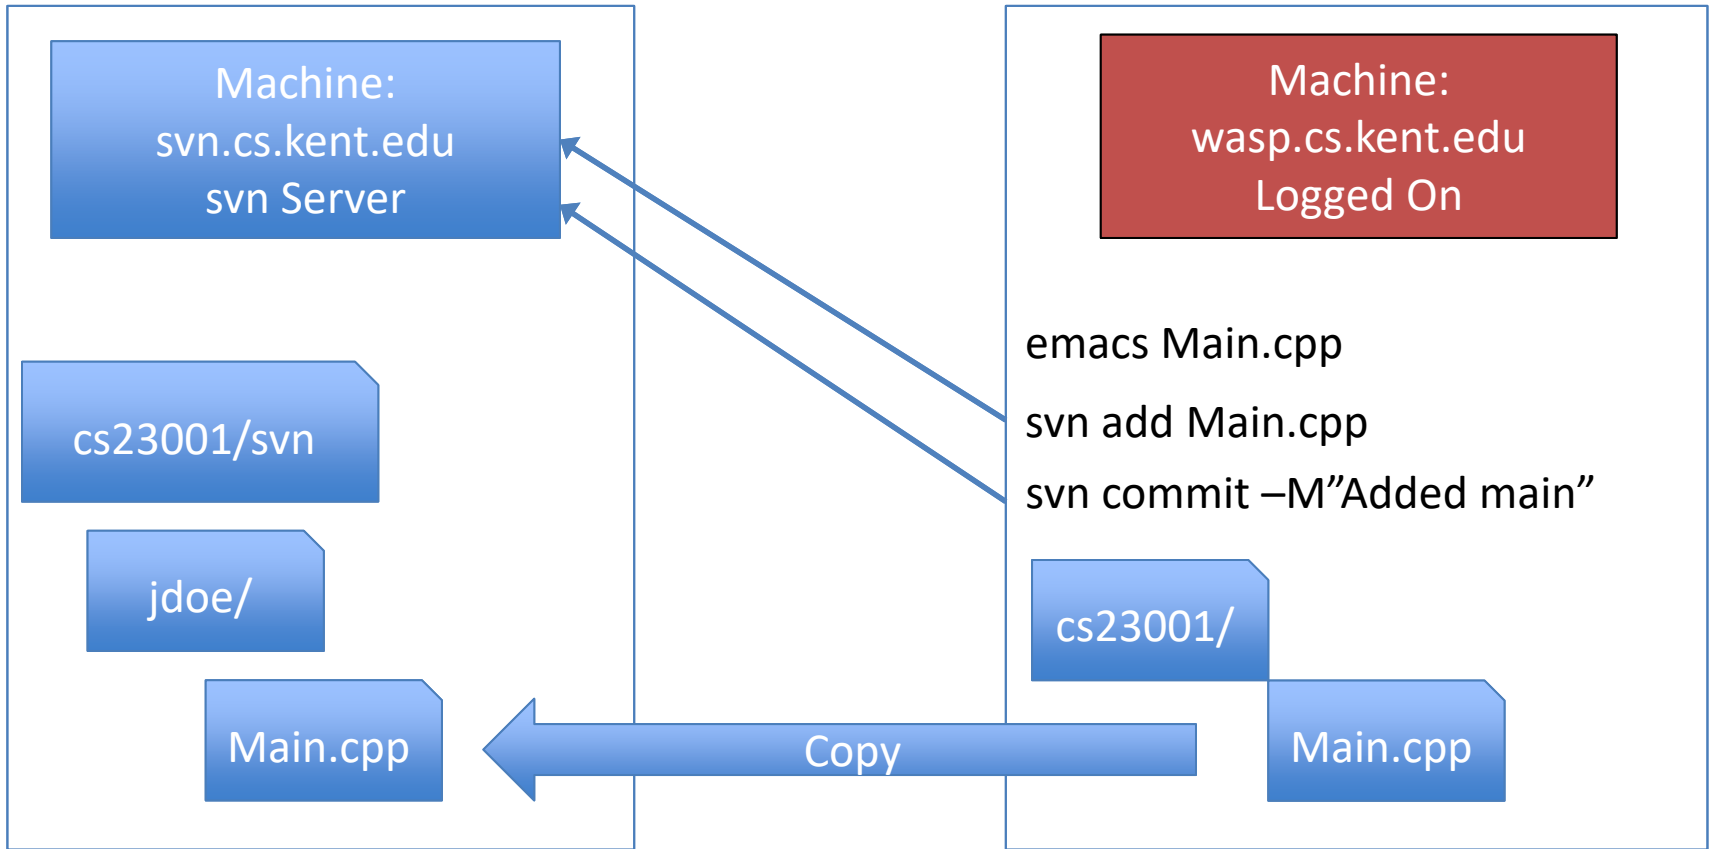 Machine:
svn.cs.kent.edu
svn Server
cs23001/svn
jdoe/
Main.cpp
Copy
Machine:
wasp.cs.kent.edu
Logged On
emacs Main.cpp
svn add Main.cpp
svn commit –M”Added main”
cs23001/
Main.cpp